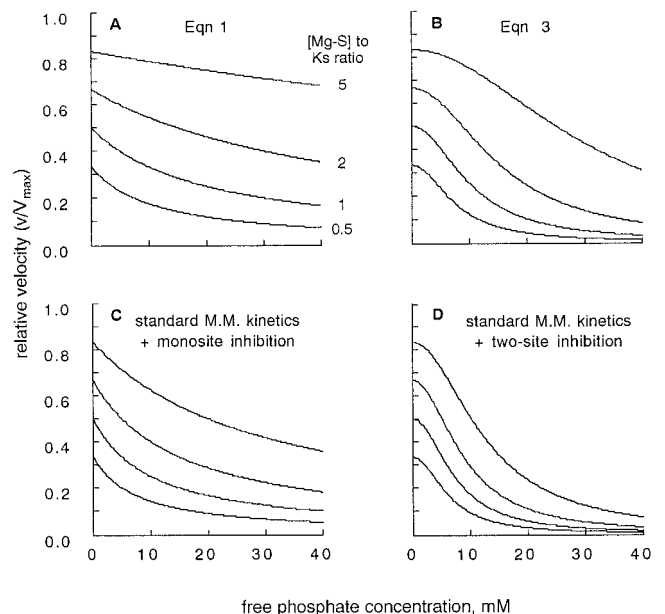 A Eqn 1
[Mg-S] to
Ks ratio
5
2
1
0.5
B Eqn 3
1.0
0.8
0.6
0.4
0.2
0.0
relative velocity (v/Vmax)
C standard M.M. kinetics
+ monosite inhibition
D standard M.M. kinetics
+ two-site inhibition
1.0
0.8
0.6
0.4
0.2
0 10 20 30 40
0 10 20 30 40
free phosphate concentration, mM